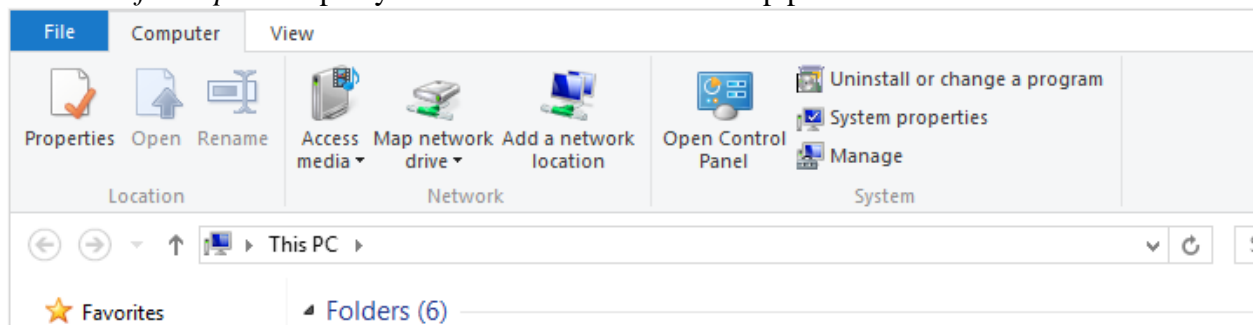 File Computer View
Properties Open Rename Access media Map network drive Add a network location Open Control Panel
Uninstall or change a program
System properties
Manage
Location Network System
This PC
Favorites Folders (6)